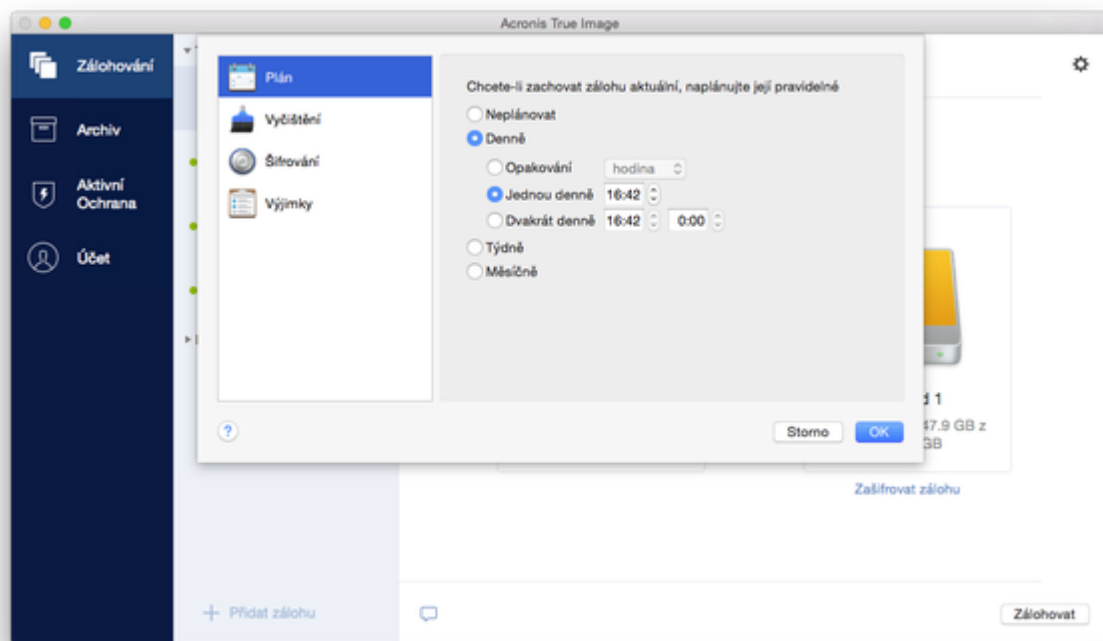 Acronis True Image
Zálohování
Archiv
Aktivní
Ochrana
Účet
Plán
Vyčištění
Šifrování
Výjimky
Chcete-li zachovat zálohu aktuální, naplánujte její pravidelné
Neplánovat
Denně
Opakování hodina
Jednou denně 16:42
Dvakrát denně 16:42 0:00
Týdně
Měsíčně
?
Storno OK
1
47.9 GB z
GB
Zašifrovat zálohu
+ Přidat zálohu
Zálohovat